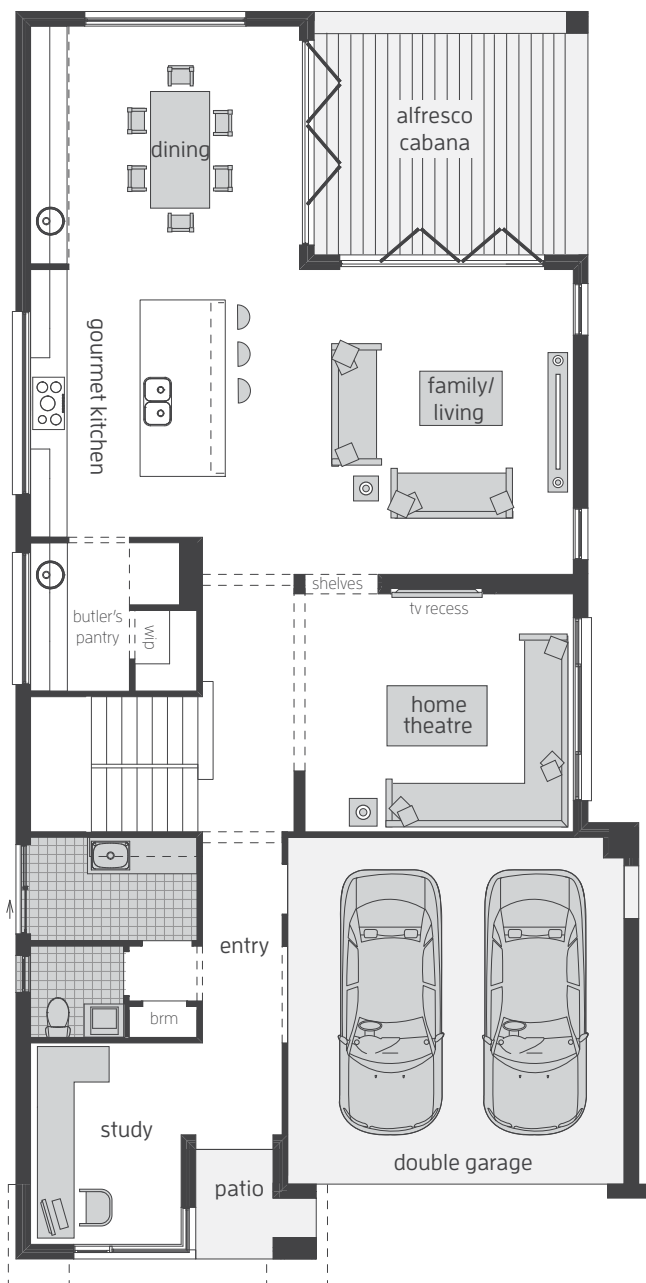 alfresco
cabana
dining
gourmet kitchen
family/
living
shelves
tv recess
butler's
pantry
wip
home
theatre
entry
brm
study
patio
double garage